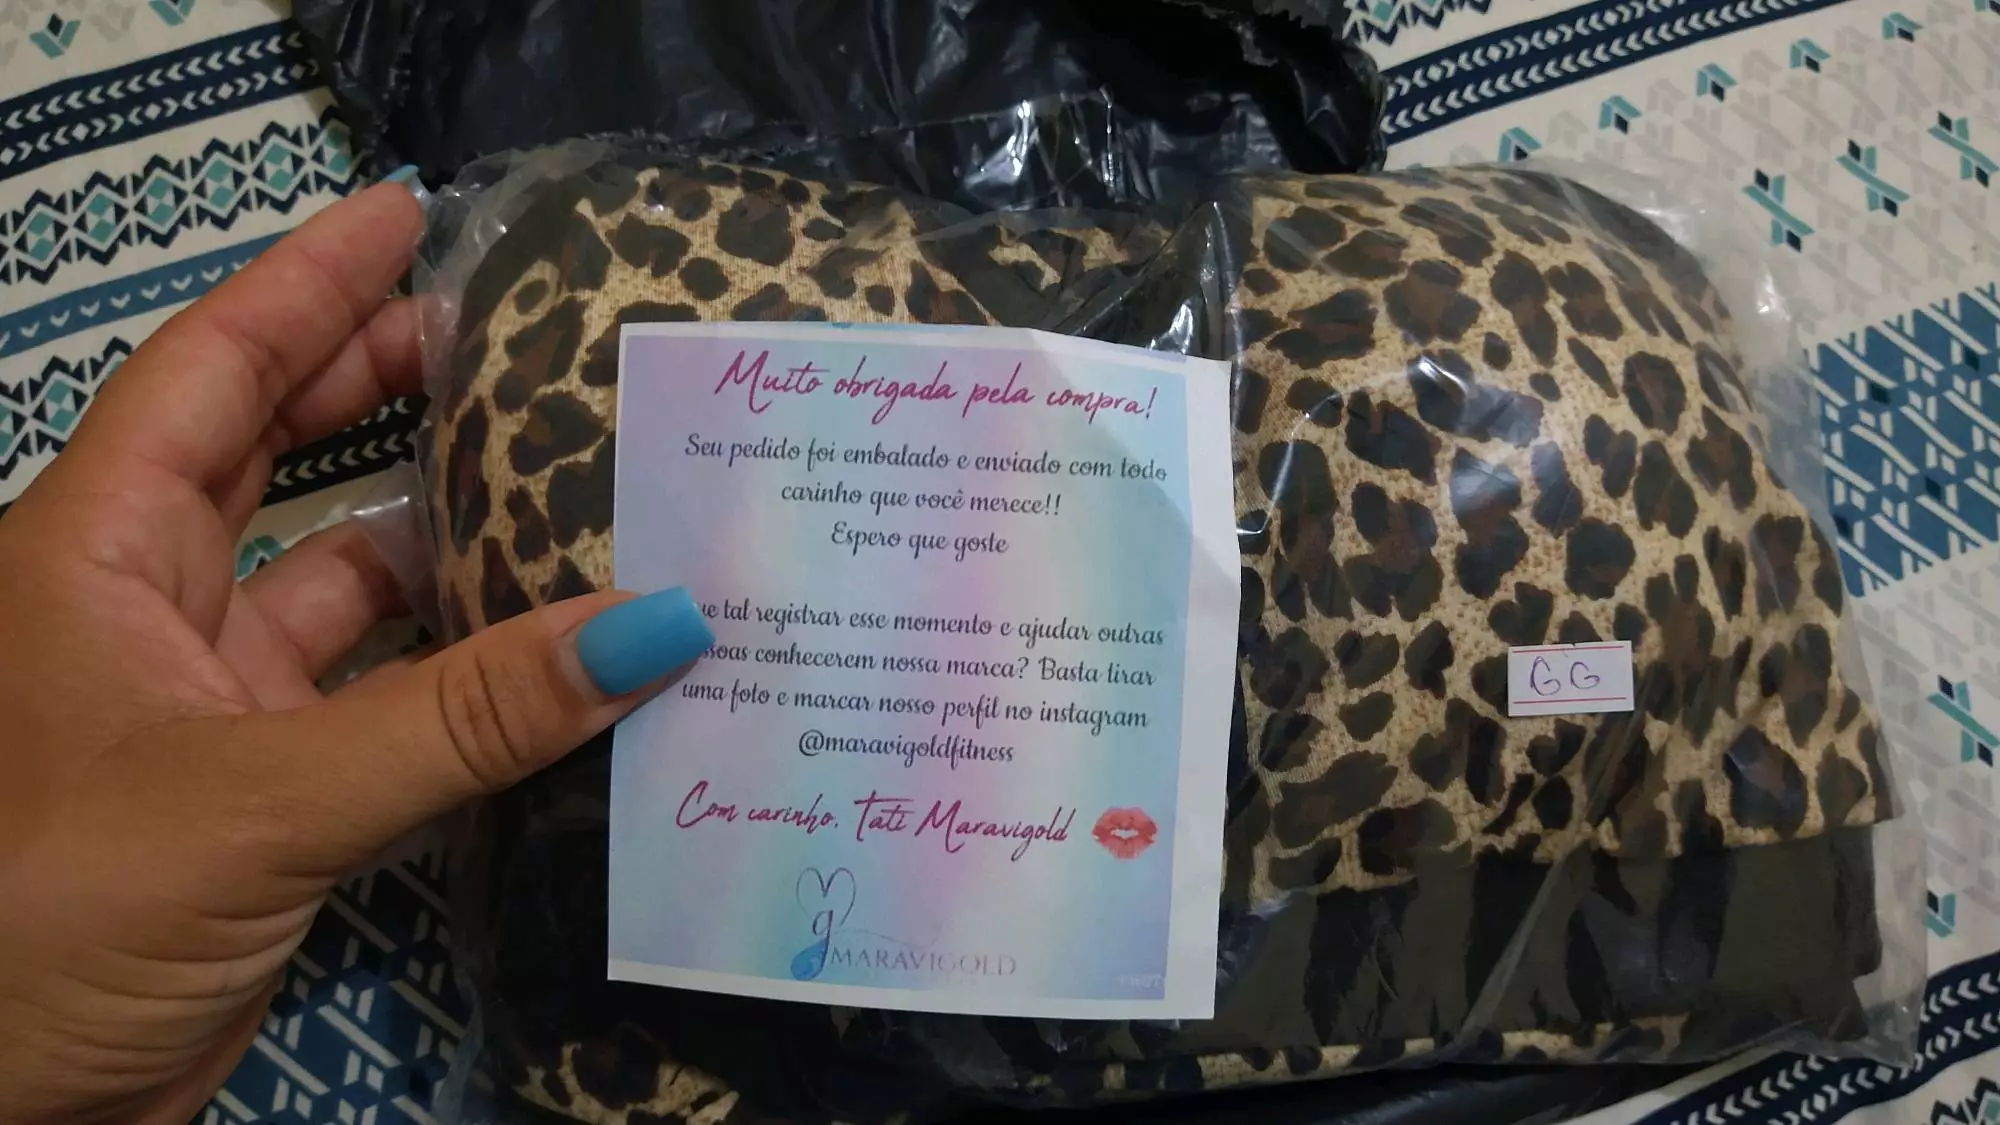 Muito obrigada pela compra!
Seu pedido foi embalado e enviado com todo
carinho que você merece!!
Espero que goste
tal registrar esse momento e ajudar outras
conhecerem nossa marca? Basta tirar
uma foto e marcar nosso perfil no instagram
@maravigoldfitness
Com carinho, Tati Maravigold
mg
MARAVIGOLD
GG